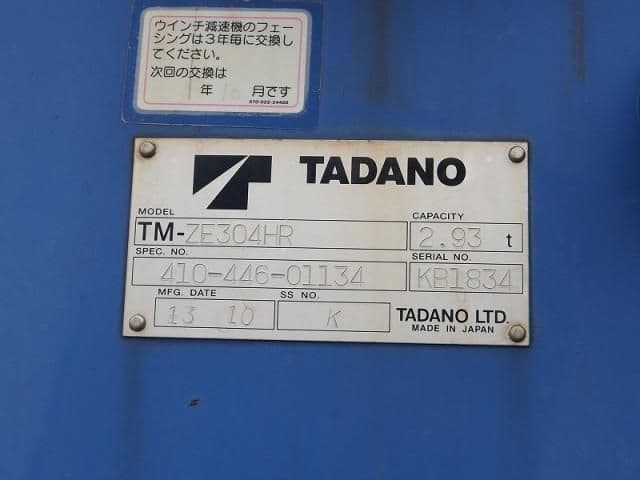 ウインチ減速機のフェー
シングは3年毎に交換し
てください。
次回の交換は
年 月です
TADANO
MODEL
TM-ZE304HR
CAPACITY
2.93 t
SPEC. NO.
410-446-01134
SERIAL NO.
KB1834
MFG. DATE
13 10
SS NO.
K
TADANO LTD.
MADE IN JAPAN